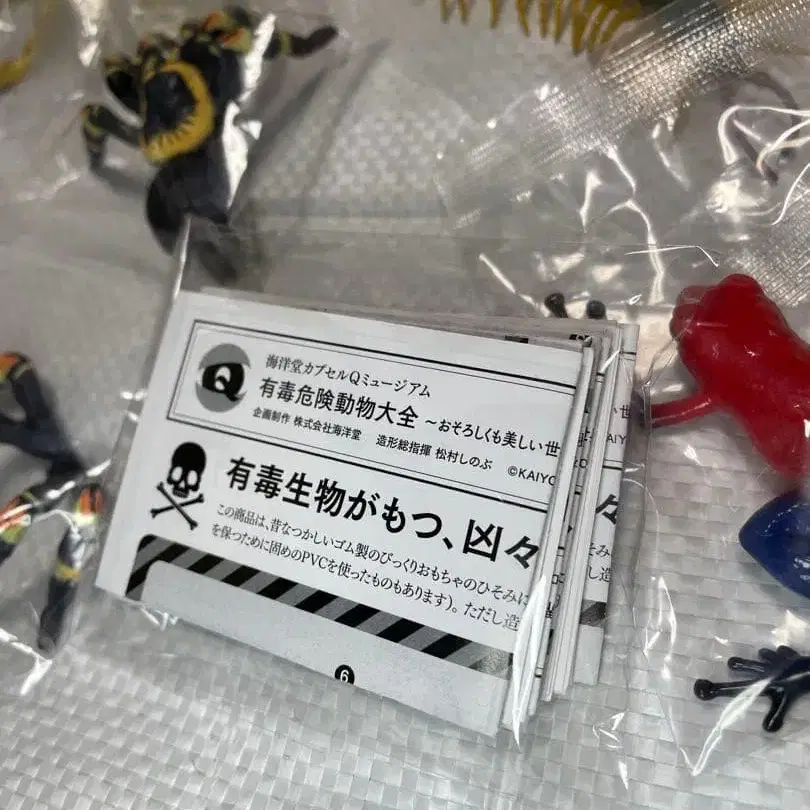 Q
海洋堂カプセルQミュージアム
有毒危険動物大全 ～おそろしくも美しい世
企画制作 株式会社海洋堂 造形総指揮 松村しのぶ ©KAIYO
有毒生物がもつ、凶々
この商品は、昔なつかしいゴム製のびっくりおもちゃのひそみに
を保つために固めのPVCを使ったものもあります）。ただし造
6